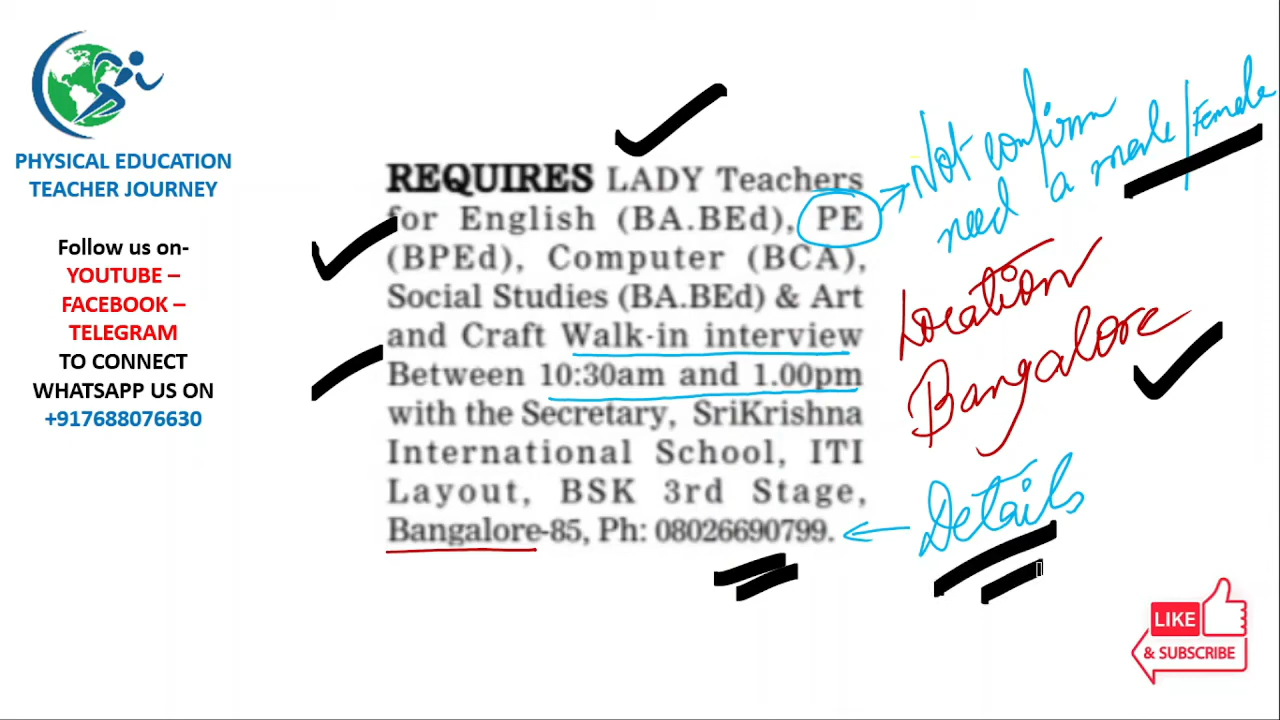 PHYSICAL EDUCATION
TEACHER JOURNEY
Follow us on-
YOUTUBE –
FACEBOOK –
TELEGRAM
TO CONNECT
WHATSAPP US ON
+917688076630
REQUIRES LADY Teachers
for English (BA.BEd), PE
(BPEd), Computer (BCA),
Social Studies (BA.BEd) & Art
and Craft Walk-in interview
Between 10:30am and 1.00pm
with the Secretary, SriKrishna
International School, ITI
Layout, BSK 3rd Stage,
Bangalore-85, Ph: 08026690799.
Not confirm
need a male/Female
Location
Bangalore
Details
LIKE
& SUBSCRIBE